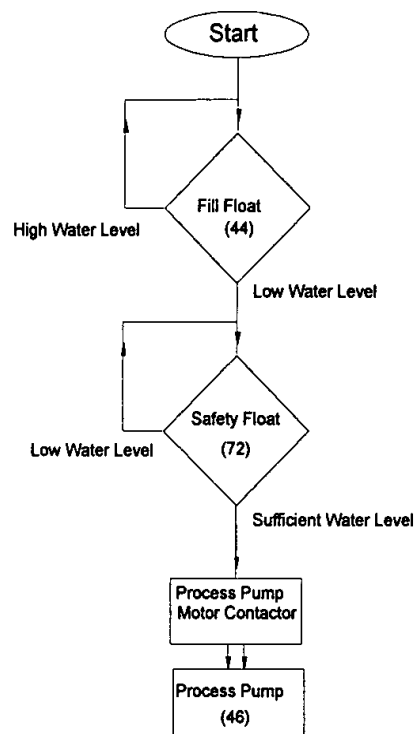 Start
Fill Float
(44)
High Water Level
Low Water Level
Safety Float
(72)
Low Water Level
Sufficient Water Level
Process Pump
Motor Contactor
Process Pump
(46)